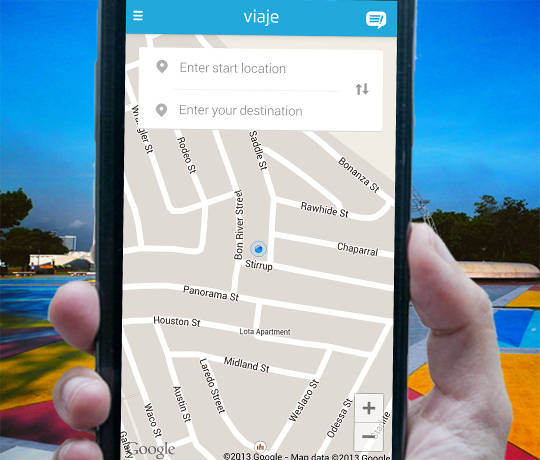 viaje
Enter start location
Enter your destination
Wrangler St
Rodeo St
Saddle St
Bonanza St
Bon River Street
Rawhide St
Chaparral
Stirrup
Panorama St
Houston St
Lota Apartment
Midland St
Laredo Street
Austin St
Weslaco St
Waco St
Odessa St
Galaxy
Google
+
-
©2013 Google - Map data ©2013 Google